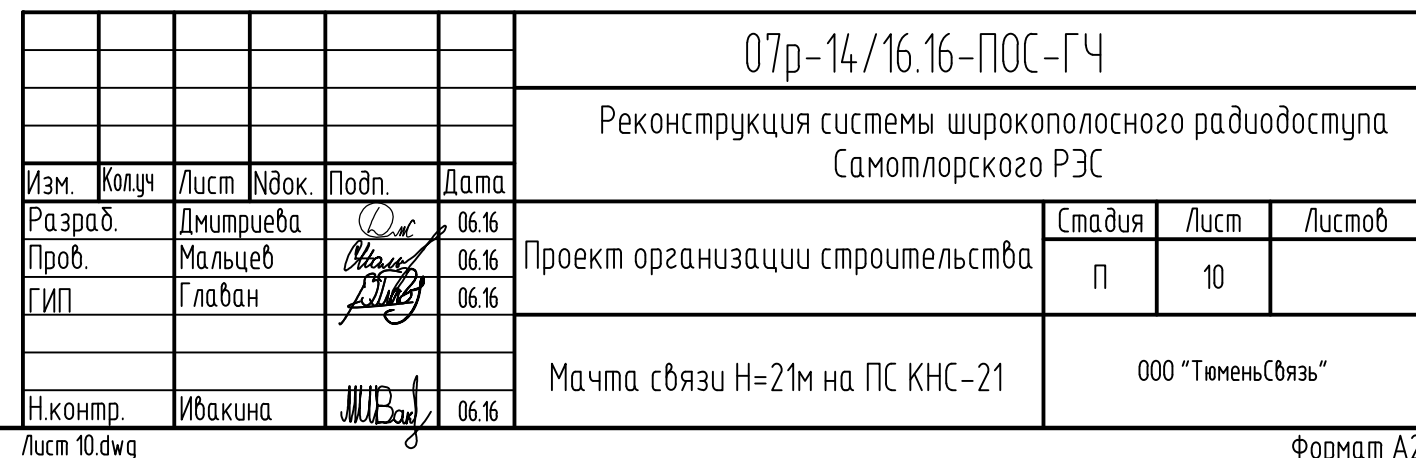 07р-14/16.16-ПОС-ГЧ
Реконструкция системы широкополосного радиодоступа
Самотлорского РЭС
Изм. Кол.уч Лист Nдок. Подп. Дата
Разраб. Дмитриева 06.16
Пров. Мальцев 06.16
ГИП Главан 06.16
Н.контр. Ивакина 06.16
Проект организации строительства
Стадия Лист Листов
П 10
Мачта связи Н=21м на ПС КНС-21
ООО "ТюменьСвязь"
Лист 10.dwg
Формат А2